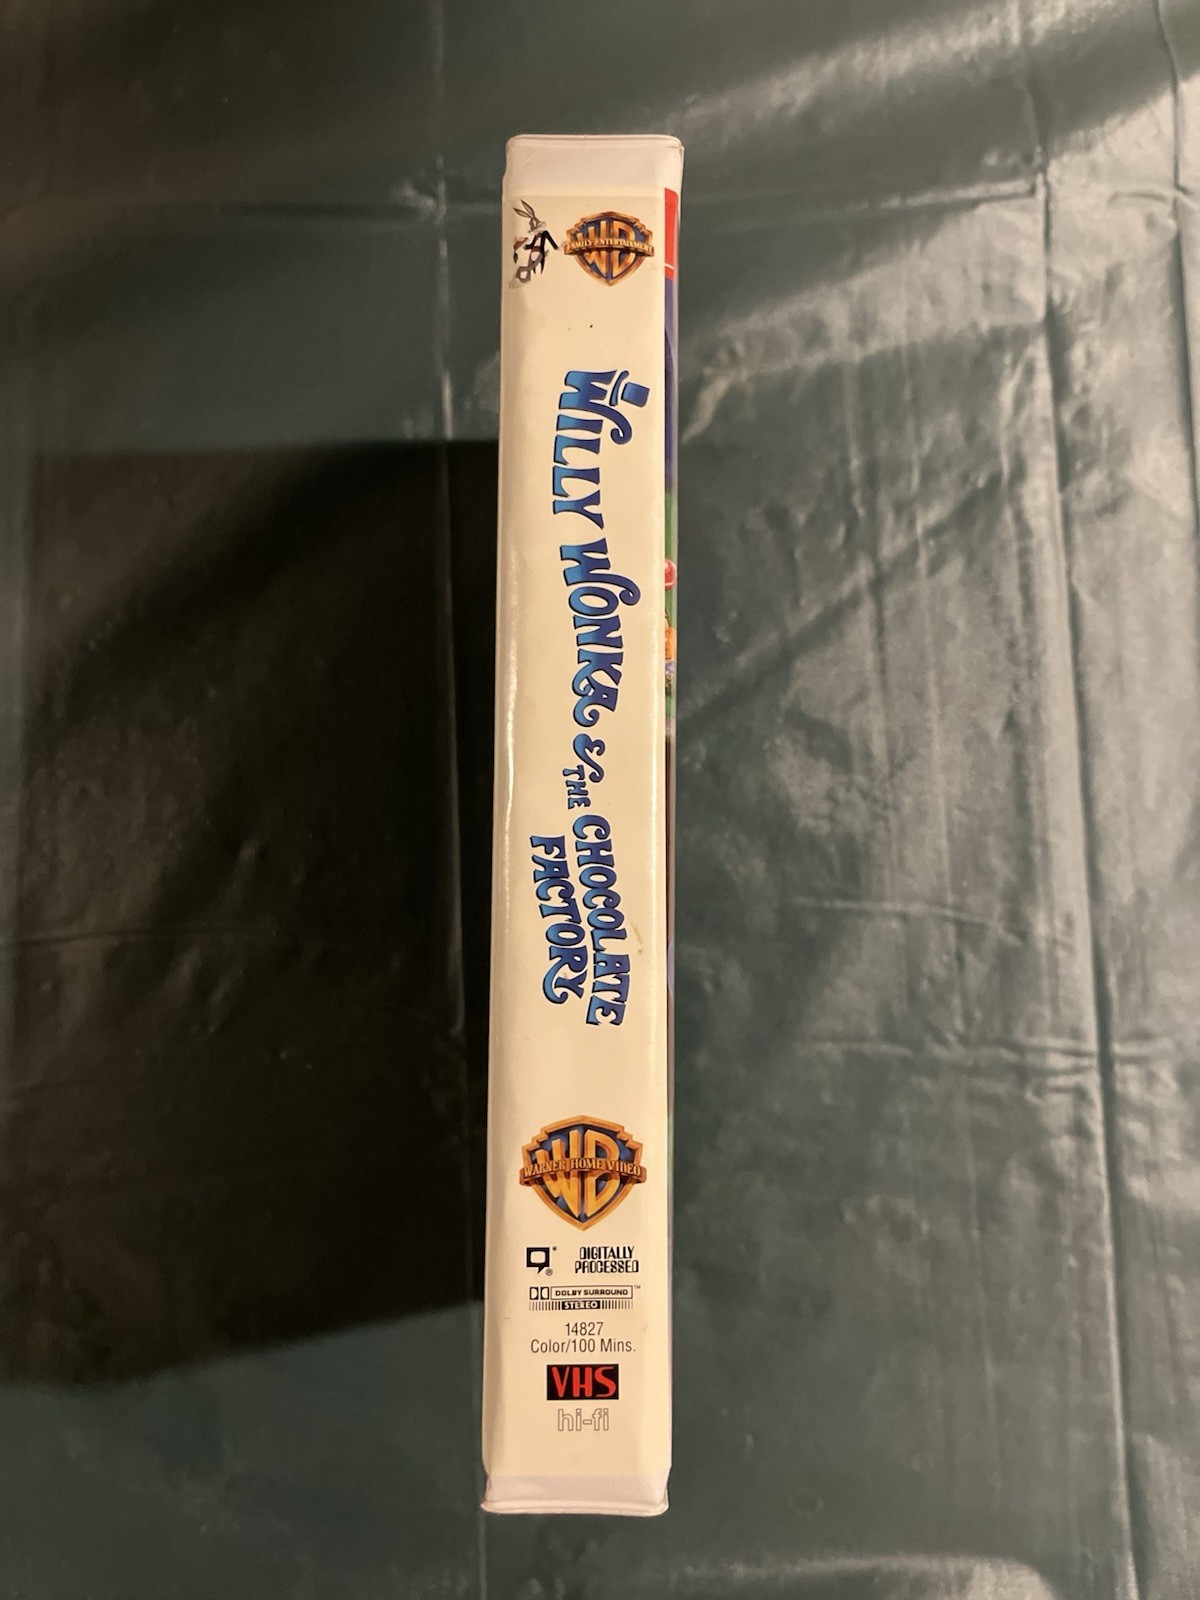 WB
FAMILY ENTERTAINMENT
WILLY WONKA & THE CHOCOLATE
FACTORY
WB
WARNER HOME VIDEO
DIGITALLY
PROCESSED
DOLBY SURROUND™
STEREO
14827
Color/100 Mins.
VHS
hi-fi